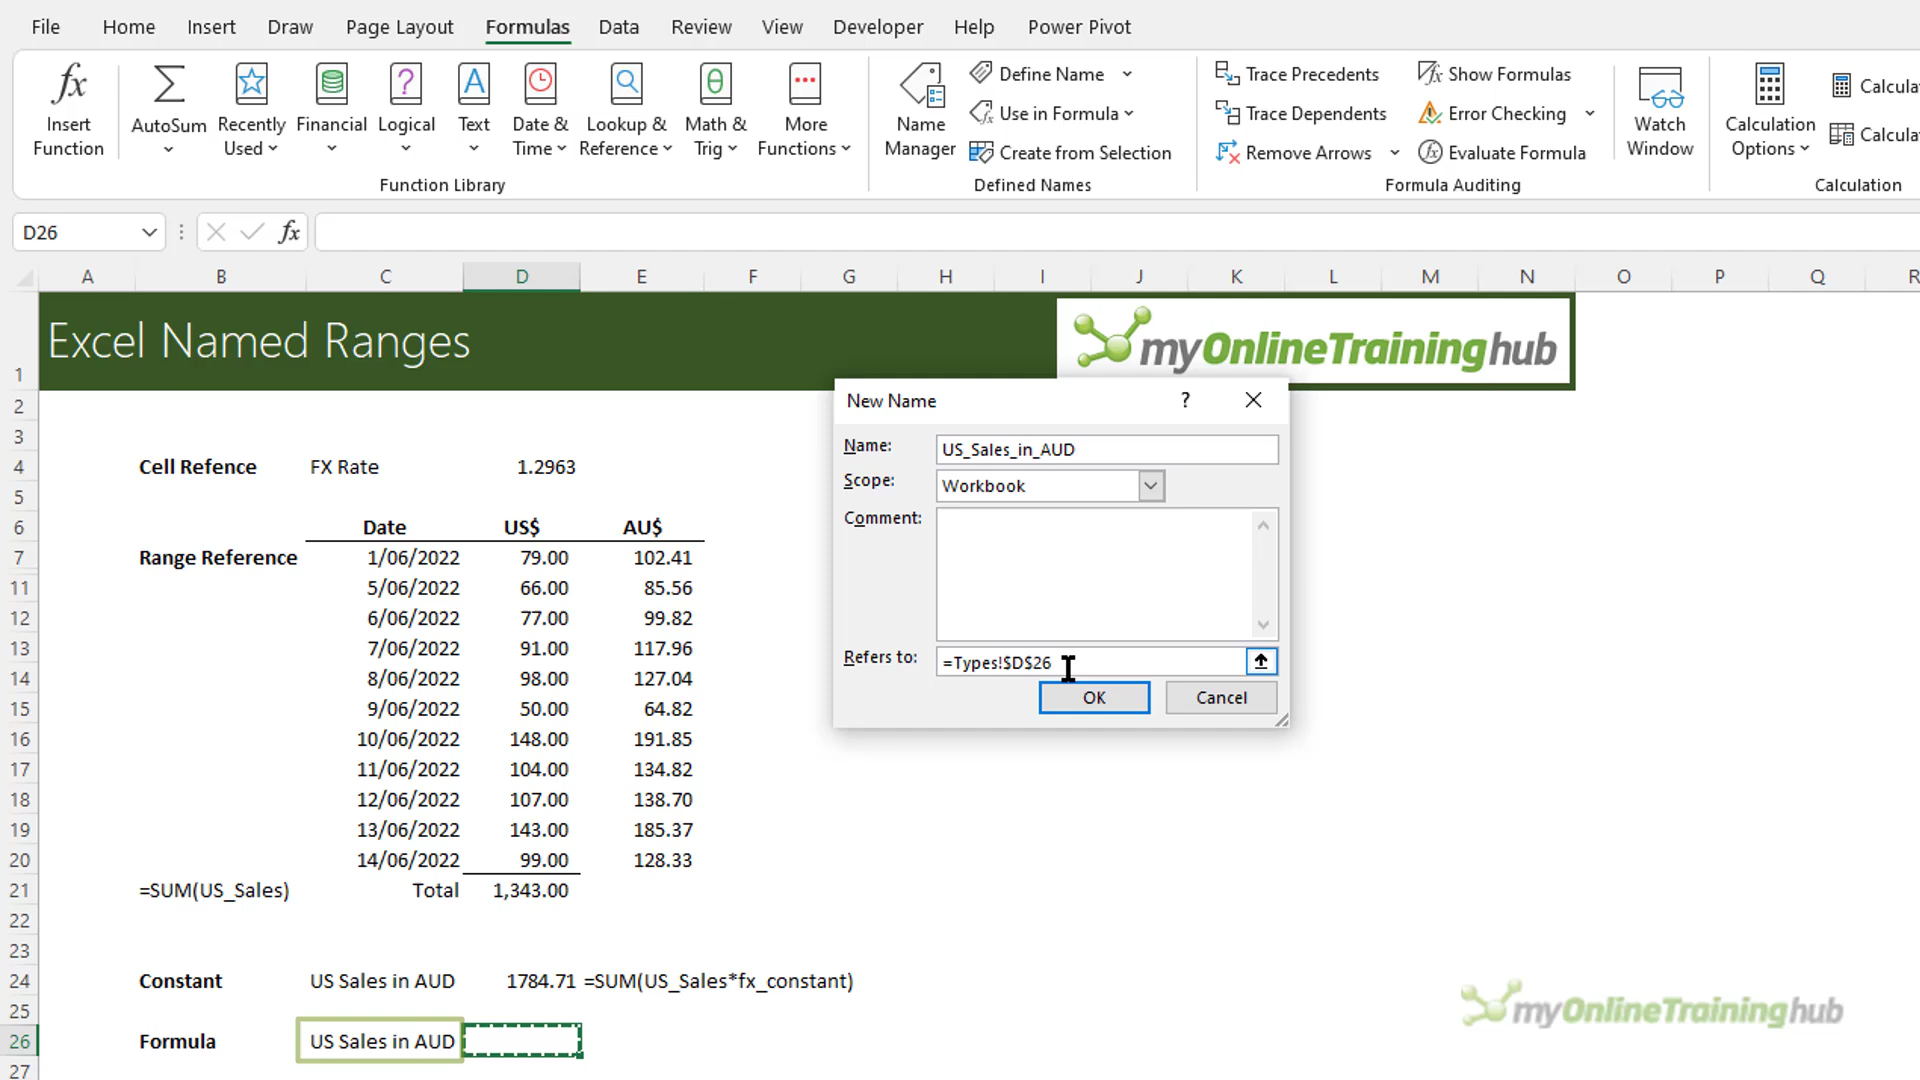 File Home Insert Draw Page Layout Formulas Data Review View Developer Help Power Pivot
Insert Function
AutoSum
Recently Used
Financial
Logical
Text
Date & Time
Lookup & Reference
Math & Trig
More Functions
Function Library
Name Manager
Define Name
Use in Formula
Create from Selection
Defined Names
Trace Precedents
Trace Dependents
Remove Arrows
Show Formulas
Error Checking
Evaluate Formula
Formula Auditing
Watch Window
Calculation Options
Calcula
Calcula
Calculation
D26 fx
A B C D E F G H I J K L M N O P Q R
1 Excel Named Ranges myOnlineTraininghub
2
3
4 Cell Refence FX Rate 1.2963
5
6 Date US$ AU$
7 Range Reference 1/06/2022 79.00 102.41
11 5/06/2022 66.00 85.56
12 6/06/2022 77.00 99.82
13 7/06/2022 91.00 117.96
14 8/06/2022 98.00 127.04
15 9/06/2022 50.00 64.82
16 10/06/2022 148.00 191.85
17 11/06/2022 104.00 134.82
18 12/06/2022 107.00 138.70
19 13/06/2022 143.00 185.37
20 14/06/2022 99.00 128.33
21 =SUM(US_Sales) Total 1,343.00
22
23
24 Constant US Sales in AUD 1784.71 =SUM(US_Sales*fx_constant)
25
26 Formula US Sales in AUD
27
New Name ?
Name: US_Sales_in_AUD
Scope: Workbook
Comment:
Refers to: =Types!$D$26
OK Cancel
myOnlineTraininghub